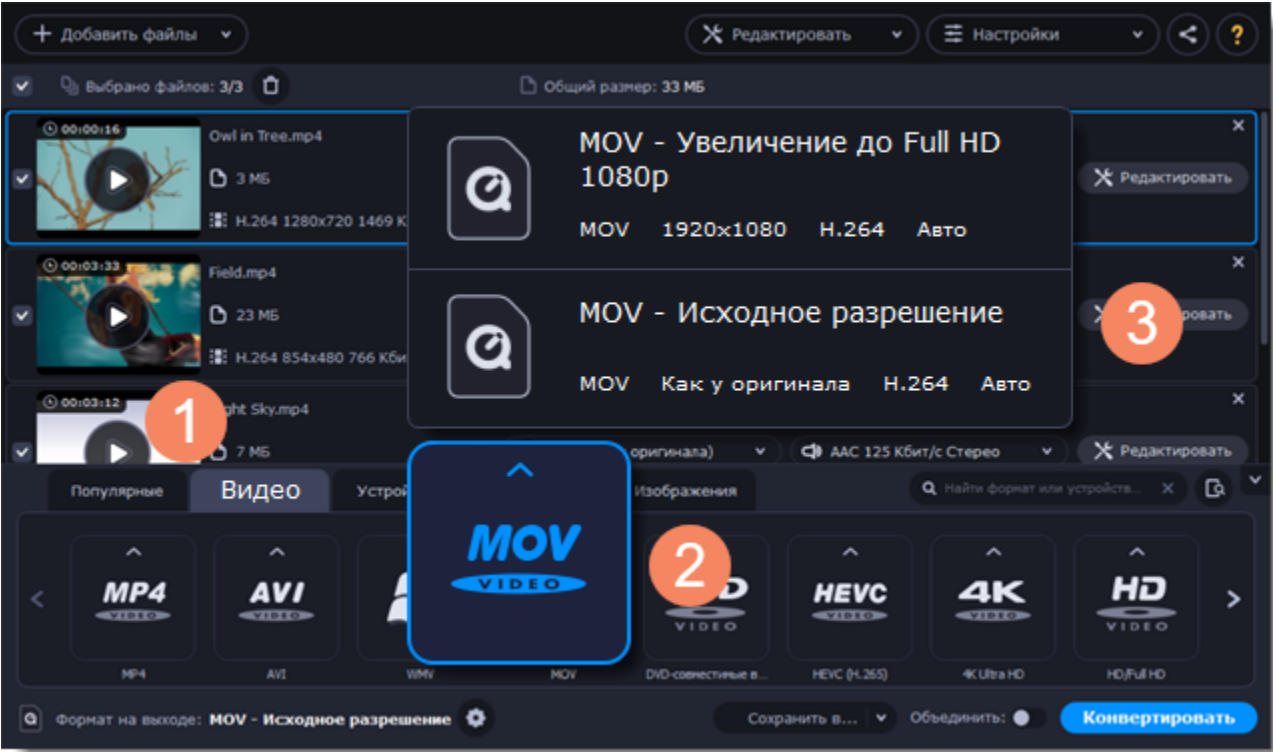 Добавить файлы
Редактировать
Настройки
?
Выбрано файлов: 3/3
Общий размер: 33 МБ
00:00:16
Owl in Tree.mp4
3 МБ
H.264 1280x720 1469 К
MOV - Увеличение до Full HD
1080p
MOV 1920x1080 H.264 Авто
Редактировать
00:03:33
Field.mp4
23 МБ
H.264 854x480 766 Кби
MOV - Исходное разрешение
MOV Как у оригинала H.264 Авто
3
овать
00:03:12
1
ght Sky.mp4
7 МБ
оригинала)
AAC 125 Кбит/с Стерео
Редактировать
Популярные
Видео
Устрой
Изображения
Найти формат или устройств...
MP4
VIDEO
AVI
VIDEO
MOV
VIDEO
2
D
VIDEO
HEVC
VIDEO
4K
VIDEO
HD
VIDEO
MP4
AVI
WMV
MOV
DVD-совместимые в...
HEVC (H.265)
4K Ultra HD
HD/Full HD
Формат на выходе: MOV - Исходное разрешение
Сохранить в...
Объединить:
Конвертировать